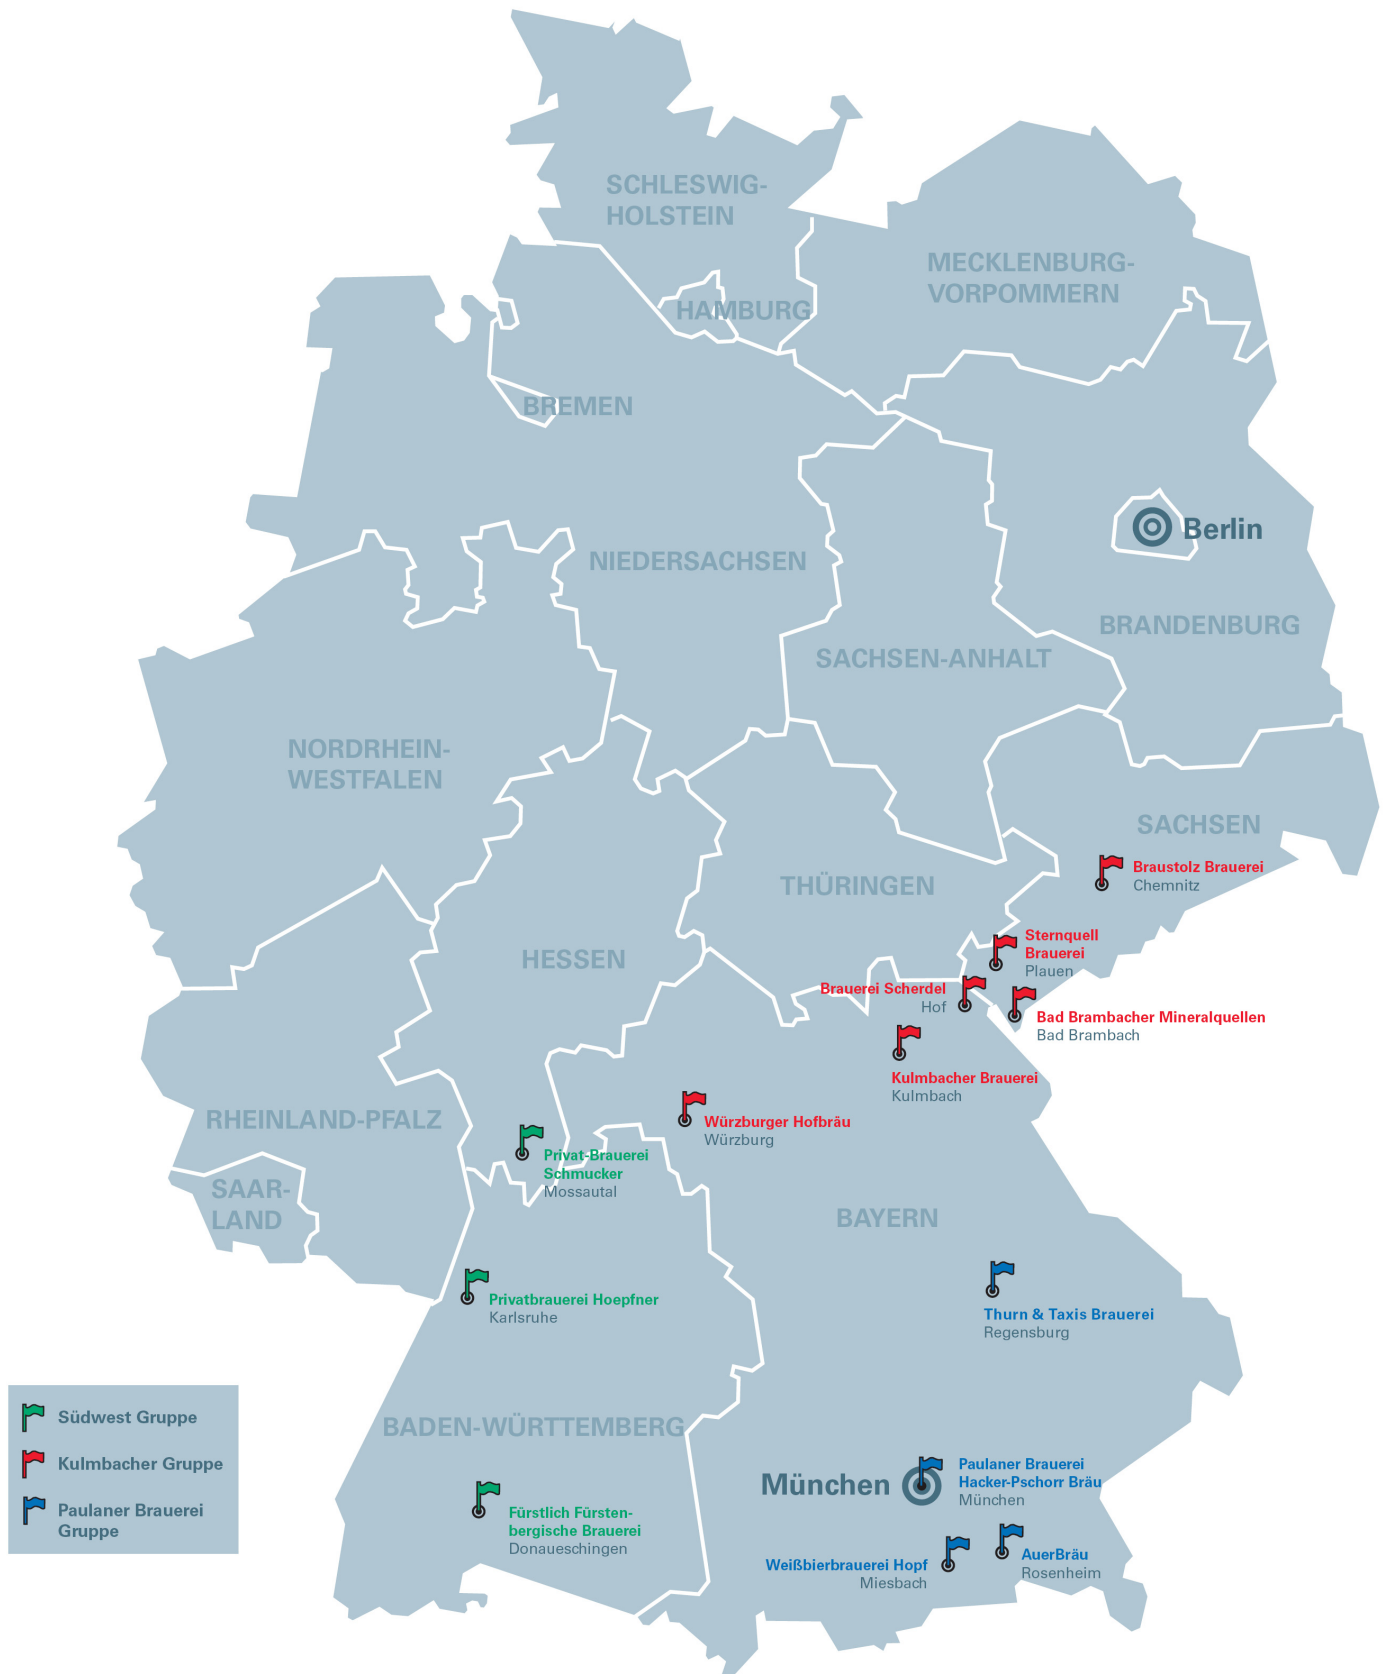 SCHLESWIG-
HOLSTEIN
MECKLENBURG-
VORPOMMERN
HAMBURG
BREMEN
Berlin
NIEDERSACHSEN
BRANDENBURG
SACHSEN-ANHALT
NORDRHEIN-
WESTFALEN
SACHSEN
Braustolz Brauerei
Chemnitz
THÜRINGEN
Sternquell
Brauerei
Plauen
HESSEN
Brauerei Scherdel
Hof
Bad Brambacher Mineralquellen
Bad Brambach
Kulmbacher Brauerei
Kulmbach
RHEINLAND-PFALZ
Würzburger Hofbräu
Würzburg
Privat-Brauerei
Schmucker
Mossautal
SAAR-
LAND
BAYERN
Privatbrauerei Hoepfner
Karlsruhe
Thurn & Taxis Brauerei
Regensburg
Südwest Gruppe
Kulmbacher Gruppe
Paulaner Brauerei
Gruppe
BADEN-WÜRTTEMBERG
München
Paulaner Brauerei
Hacker-Pschorr Bräu
München
Fürstlich Fürsten-
bergische Brauerei
Donaueschingen
Weißbierbrauerei Hopf
Miesbach
AuerBräu
Rosenheim